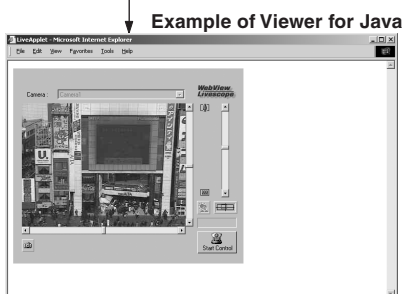 Example of Viewer for Java
LiveApplet - Microsoft Internet Explorer
File Edit View Favorites Tools Help
Camera : Camera1
WebView
Livescope
U.
Start Control